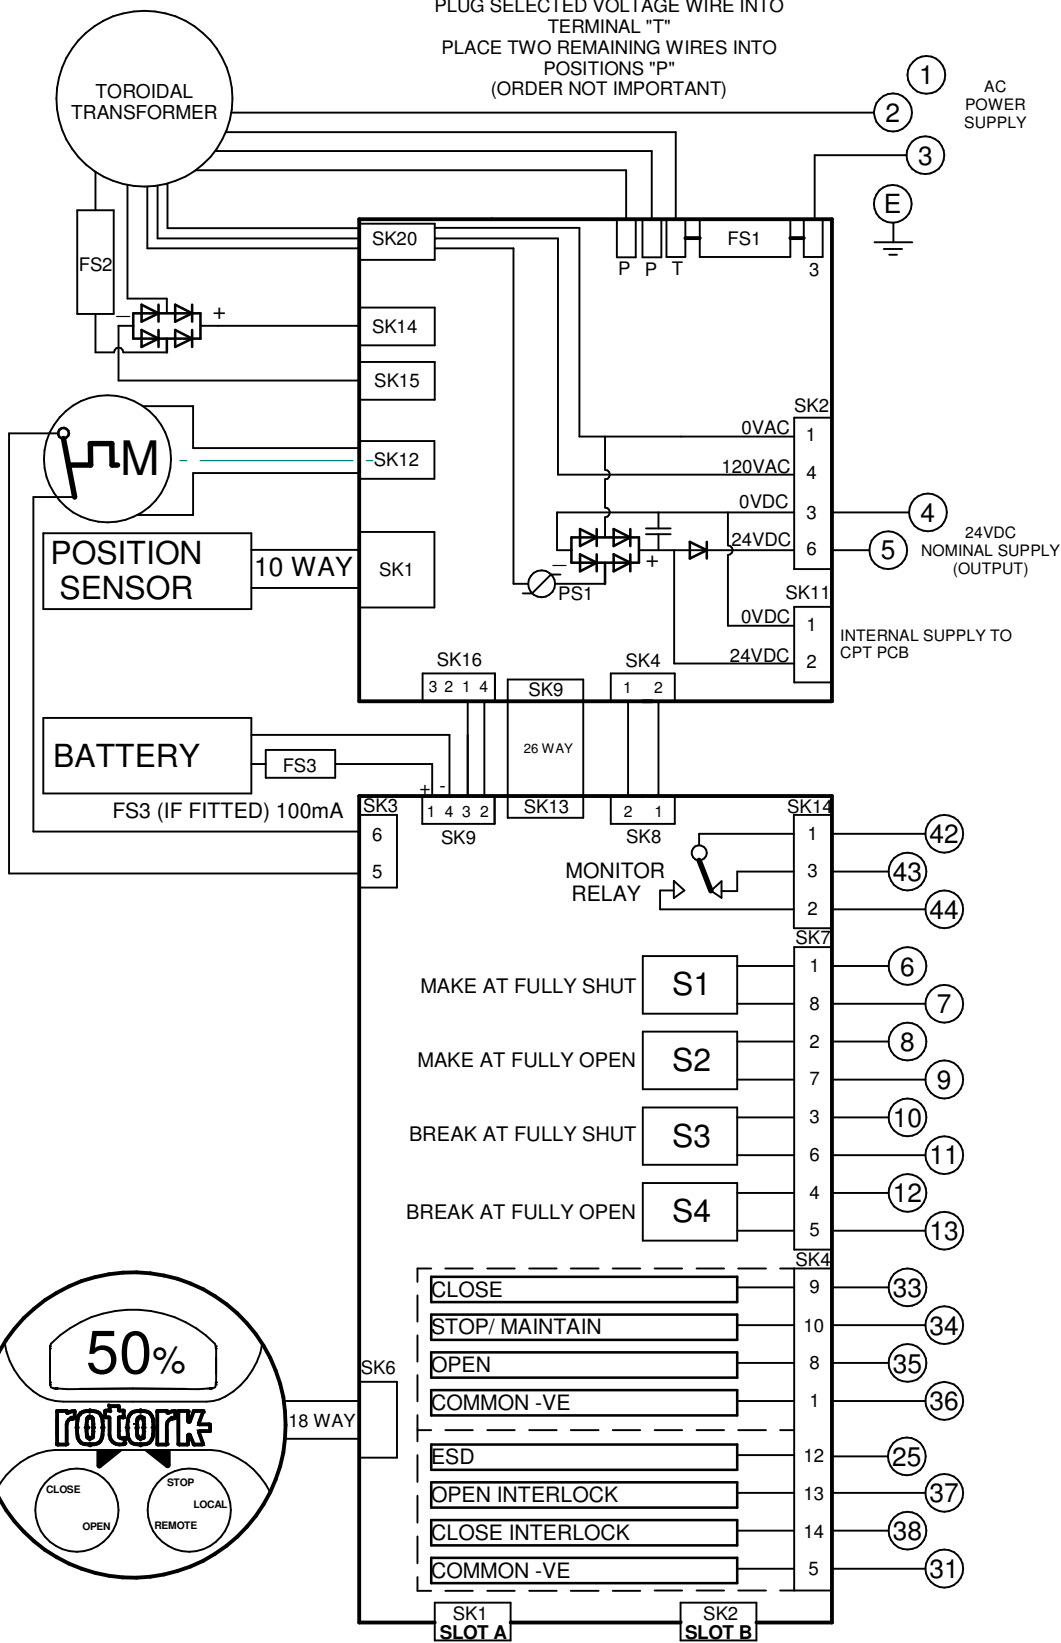 PLUG SELECTED VOLTAGE WIRE INTO
TERMINAL "T"
PLACE TWO REMAINING WIRES INTO
POSITIONS "P"
(ORDER NOT IMPORTANT)
TOROIDAL
TRANSFORMER
1
2
3
AC
POWER
SUPPLY
E
FS2
SK20
P P T
FS1
3
SK14
SK15
SK12
M
POSITION
SENSOR
10 WAY
SK1
SK2
0VAC 1
120VAC 4
0VDC 3
24VDC 6
4
5
24VDC
NOMINAL SUPPLY
(OUTPUT)
- +
- +
PS1
SK11
0VDC 1
24VDC 2
INTERNAL SUPPLY TO
CPT PCB
SK16
3 2 1 4
SK9
SK4
1 2
BATTERY
FS3
FS3 (IF FITTED) 100mA
26 WAY
+ -
SK3
6
5
1 4 3 2
SK9
SK13
2 1
SK8
SK14
MONITOR
RELAY
1 42
3 43
2 44
SK7
MAKE AT FULLY SHUT S1 1 6
8 7
MAKE AT FULLY OPEN S2 2 8
7 9
BREAK AT FULLY SHUT S3 3 10
6 11
BREAK AT FULLY OPEN S4 4 12
5 13
SK4
CLOSE 9 33
STOP/ MAINTAIN 10 34
OPEN 8 35
COMMON -VE 1 36
ESD 12 25
OPEN INTERLOCK 13 37
CLOSE INTERLOCK 14 38
COMMON -VE 5 31
50%
rotork
CLOSE
OPEN
STOP
LOCAL
REMOTE
18 WAY
SK6
SK1
SLOT A
SK2
SLOT B